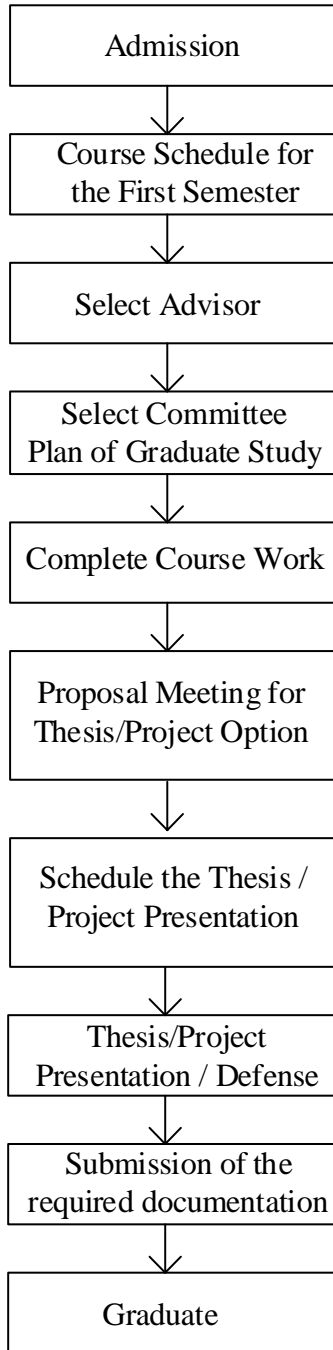 Admission
Course Schedule for
the First Semester
Select Advisor
Select Committee
Plan of Graduate Study
Complete Course Work
Proposal Meeting for
Thesis/Project Option
Schedule the Thesis /
Project Presentation
Thesis/Project
Presentation / Defense
Submission of the
required documentation
Graduate